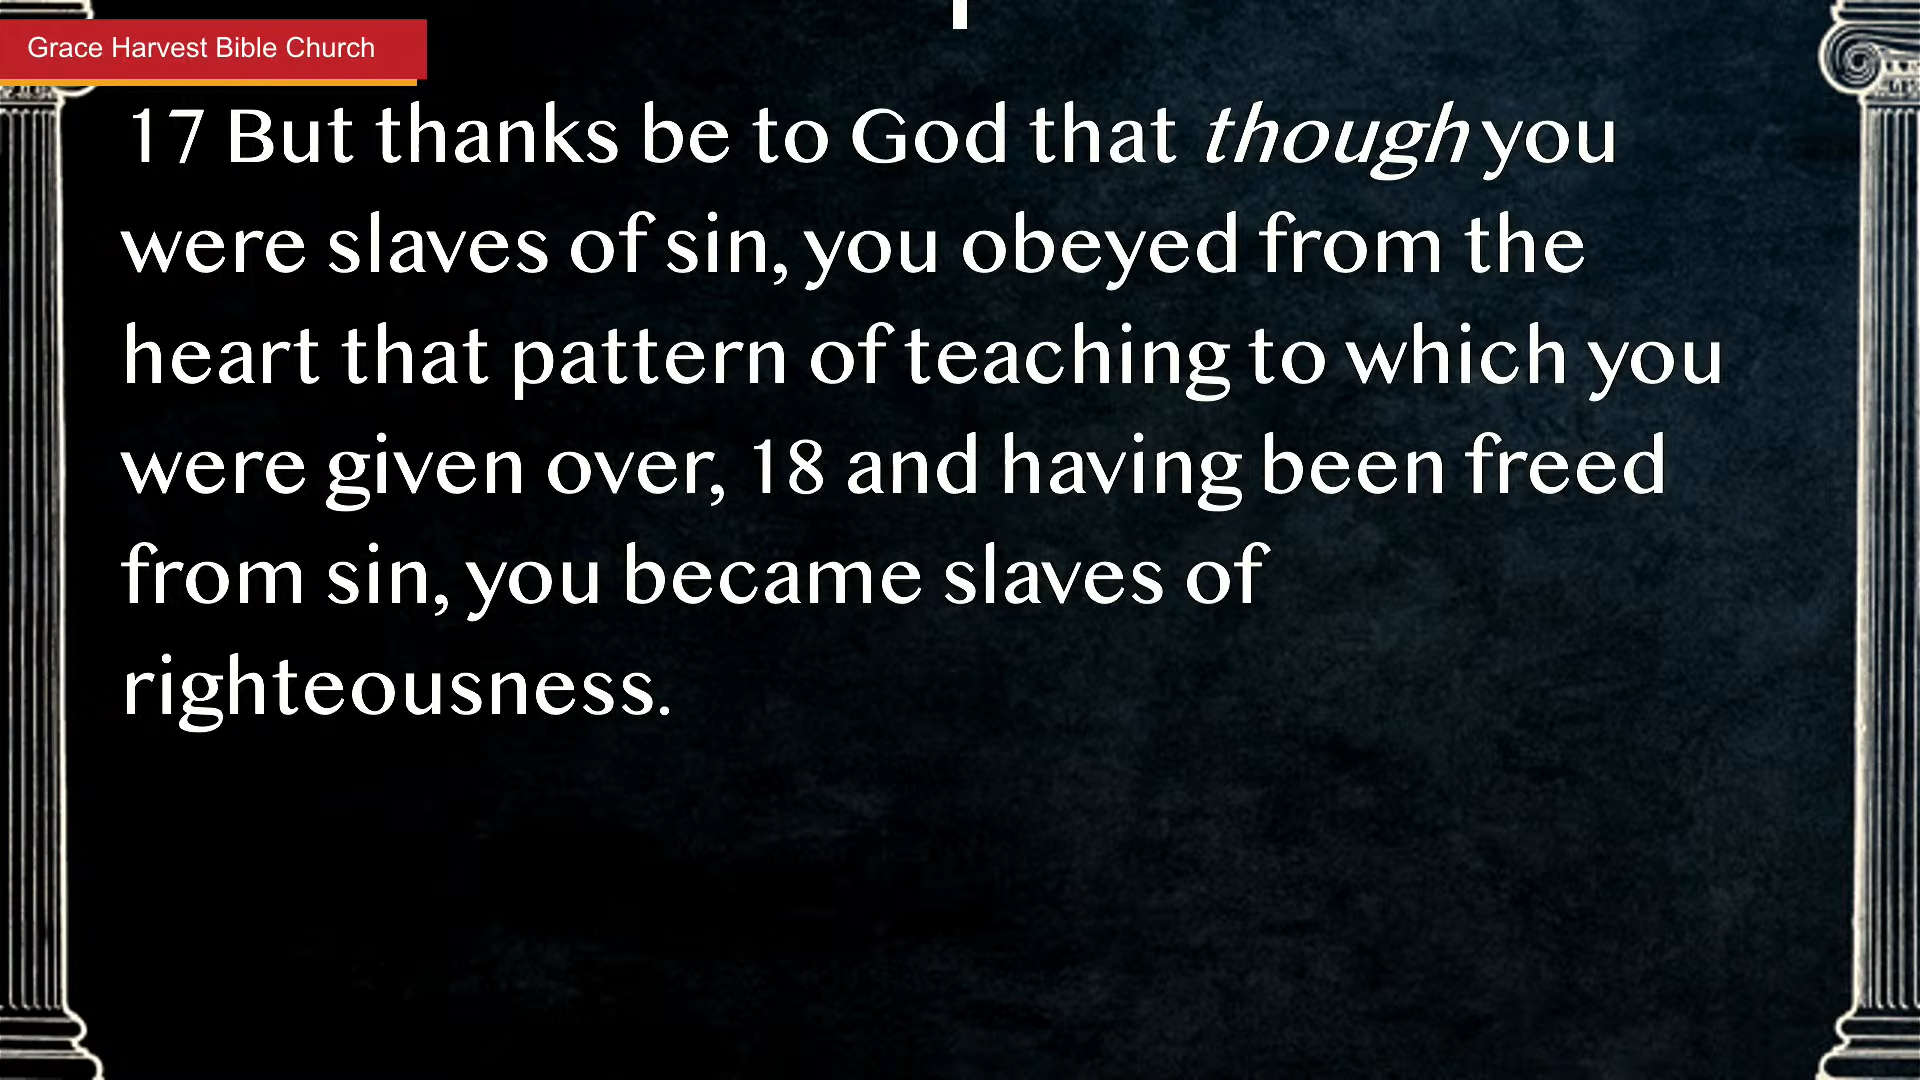 Grace Harvest Bible Church
17 But thanks be to God that though you
were slaves of sin, you obeyed from the
heart that pattern of teaching to which you
were given over, 18 and having been freed
from sin, you became slaves of
righteousness.